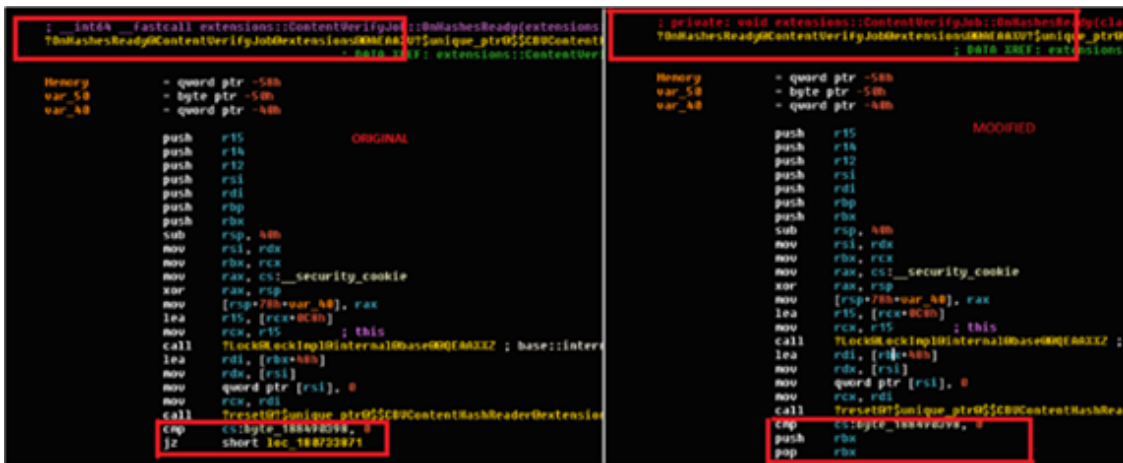 ; __int64 __fastcall extensions::ContentVerifyJob::OnHashesReady(extensions
?OnHashesReady@ContentVerifyJob@extensions@@AEAAXV?$unique_ptr@$$CBVContentH
; DATA XREF: extensions::ContentVer
Memory = qword ptr -58h
var_50 = byte ptr -50h
var_40 = qword ptr -40h
ORIGINAL
push r15
push r14
push r12
push rsi
push rdi
push rbp
push rbx
sub rsp, 40h
mov rsi, rdx
mov rbx, rcx
mov rax, cs:__security_cookie
xor rax, rsp
mov [rsp+78h+var_40], rax
lea r15, [rcx+0C8h]
mov rcx, r15 ; this
call ?Lock@LockImpl@internal@base@@QEAAXXZ ; base::intern
lea rdi, [rbx+48h]
mov rdx, [rsi]
mov qword ptr [rsi], 0
mov rcx, rdi
call ?reset@?$unique_ptr@$$CBVContentHashReader@extension
cmp cs:byte_188490398, 0
jz short loc_180733071
; private: void extensions::ContentVerifyJob::OnHashesReady(cla
?OnHashesReady@ContentVerifyJob@extensions@@AEAAXV?$unique_ptr@
; DATA XREF: extensions
Memory = qword ptr -58h
var_50 = byte ptr -50h
var_40 = qword ptr -40h
MODIFIED
push r15
push r14
push r12
push rsi
push rdi
push rbp
push rbx
sub rsp, 40h
mov rsi, rdx
mov rbx, rcx
mov rax, cs:__security_cookie
xor rax, rsp
mov [rsp+78h+var_40], rax
lea r15, [rcx+0C8h]
mov rcx, r15 ; this
call ?Lock@LockImpl@internal@base@@QEAAXXZ ;
lea rdi, [rbx+48h]
mov rdx, [rsi]
mov qword ptr [rsi], 0
mov rcx, rdi
call ?reset@?$unique_ptr@$$CBVContentHashRea
cmp cs:byte_188490398, 0
push rbx
pop rbx